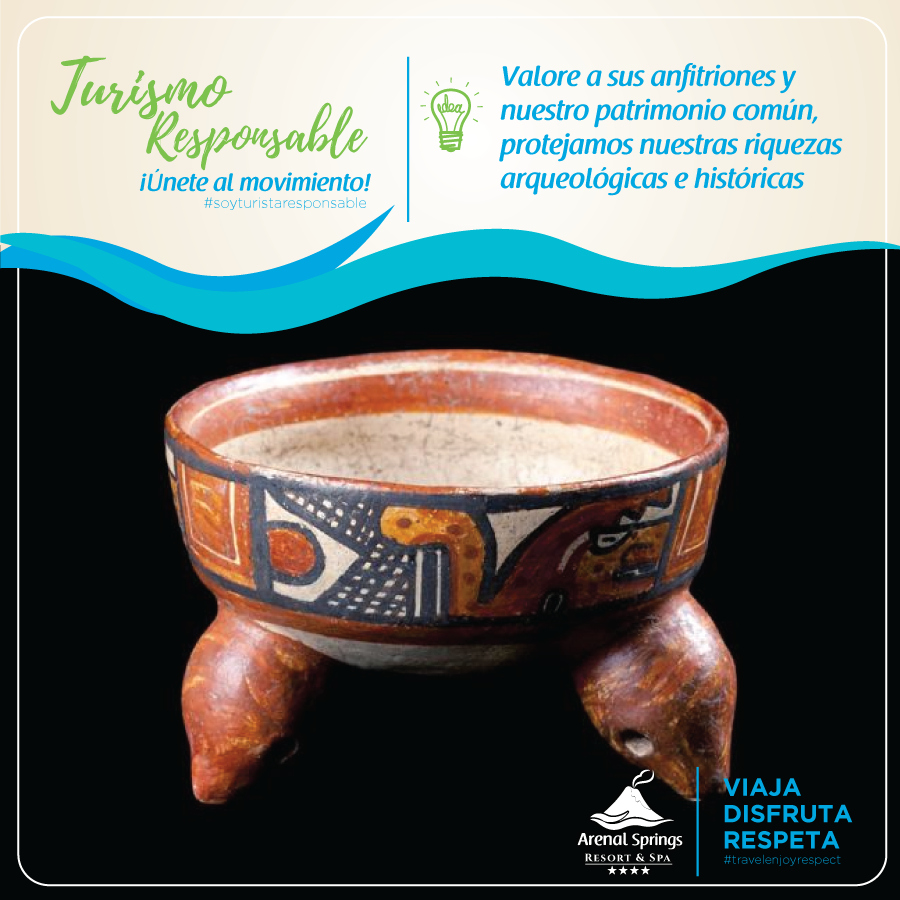 Turismo
Responsable
¡Únete al movimiento!
#soyturistaresponsable
idea
Valore a sus anfitriones y
nuestro patrimonio común,
protejamos nuestras riquezas
arqueológicas e históricas
Arenal Springs
RESORT & SPA
VIAJA
DISFRUTA
RESPETA
#travelenjoyrespect